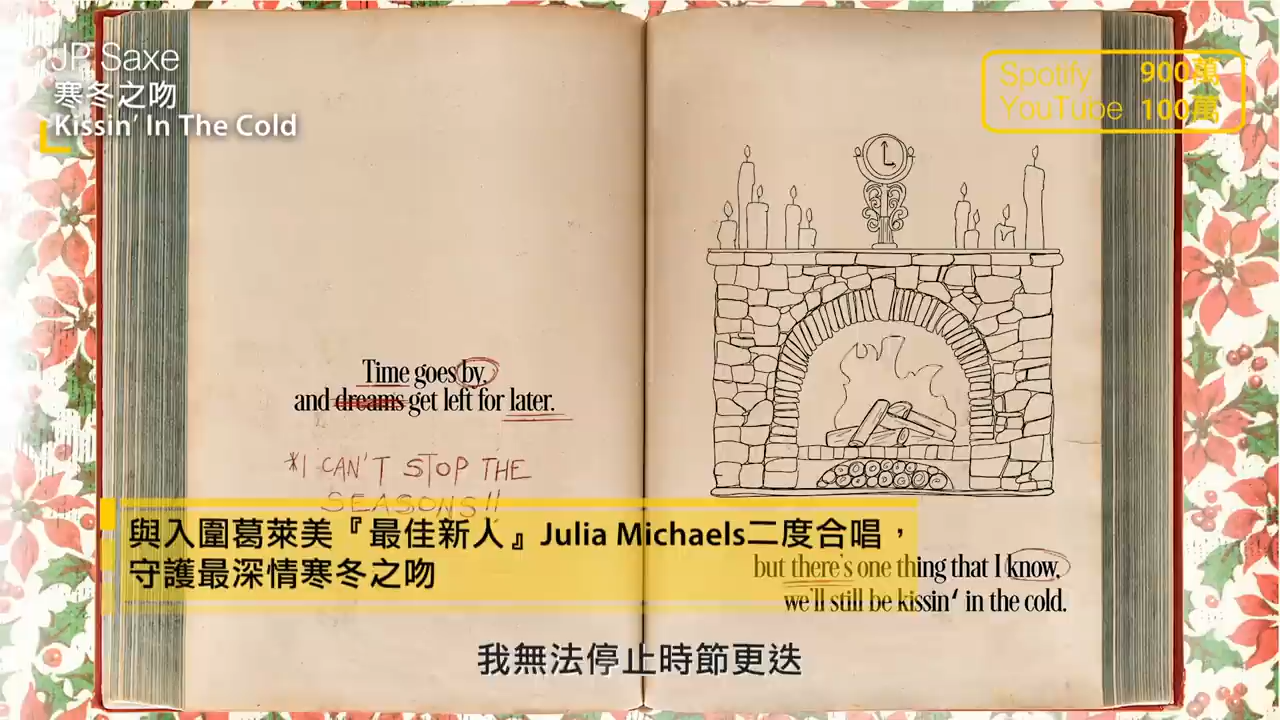 JP Saxe
寒冬之吻
Kissin’ In The Cold
Spotify 900萬
YouTube 100萬
Time goes by,
and dreams get left for later.
*I CAN'T STOP THE
SEASONS!!
與入圍葛萊美『最佳新人』Julia Michaels二度合唱，
守護最深情寒冬之吻
but there's one thing that I know,
we'll still be kissin‘ in the cold.
我無法停止時節更迭